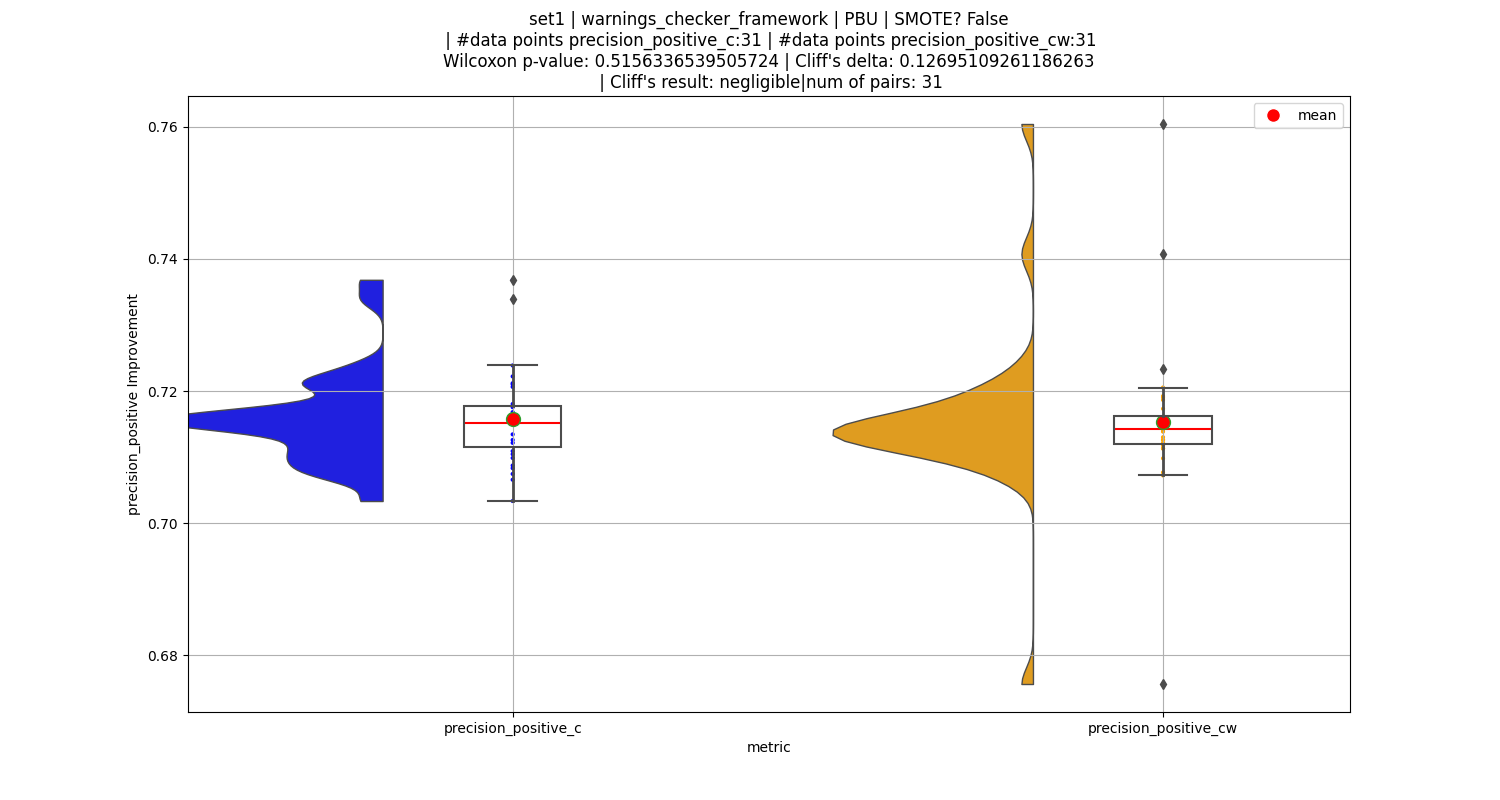 set1 | warnings_checker_framework | PBU | SMOTE? False
| #data points precision_positive_c:31 | #data points precision_positive_cw:31
Wilcoxon p-value: 0.5156336539505724 | Cliff's delta: 0.12695109261186263
| Cliff's result: negligible|num of pairs: 31
mean
0.76
0.74
0.72
0.70
0.68
precision_positive Improvement
precision_positive_c
precision_positive_cw
metric